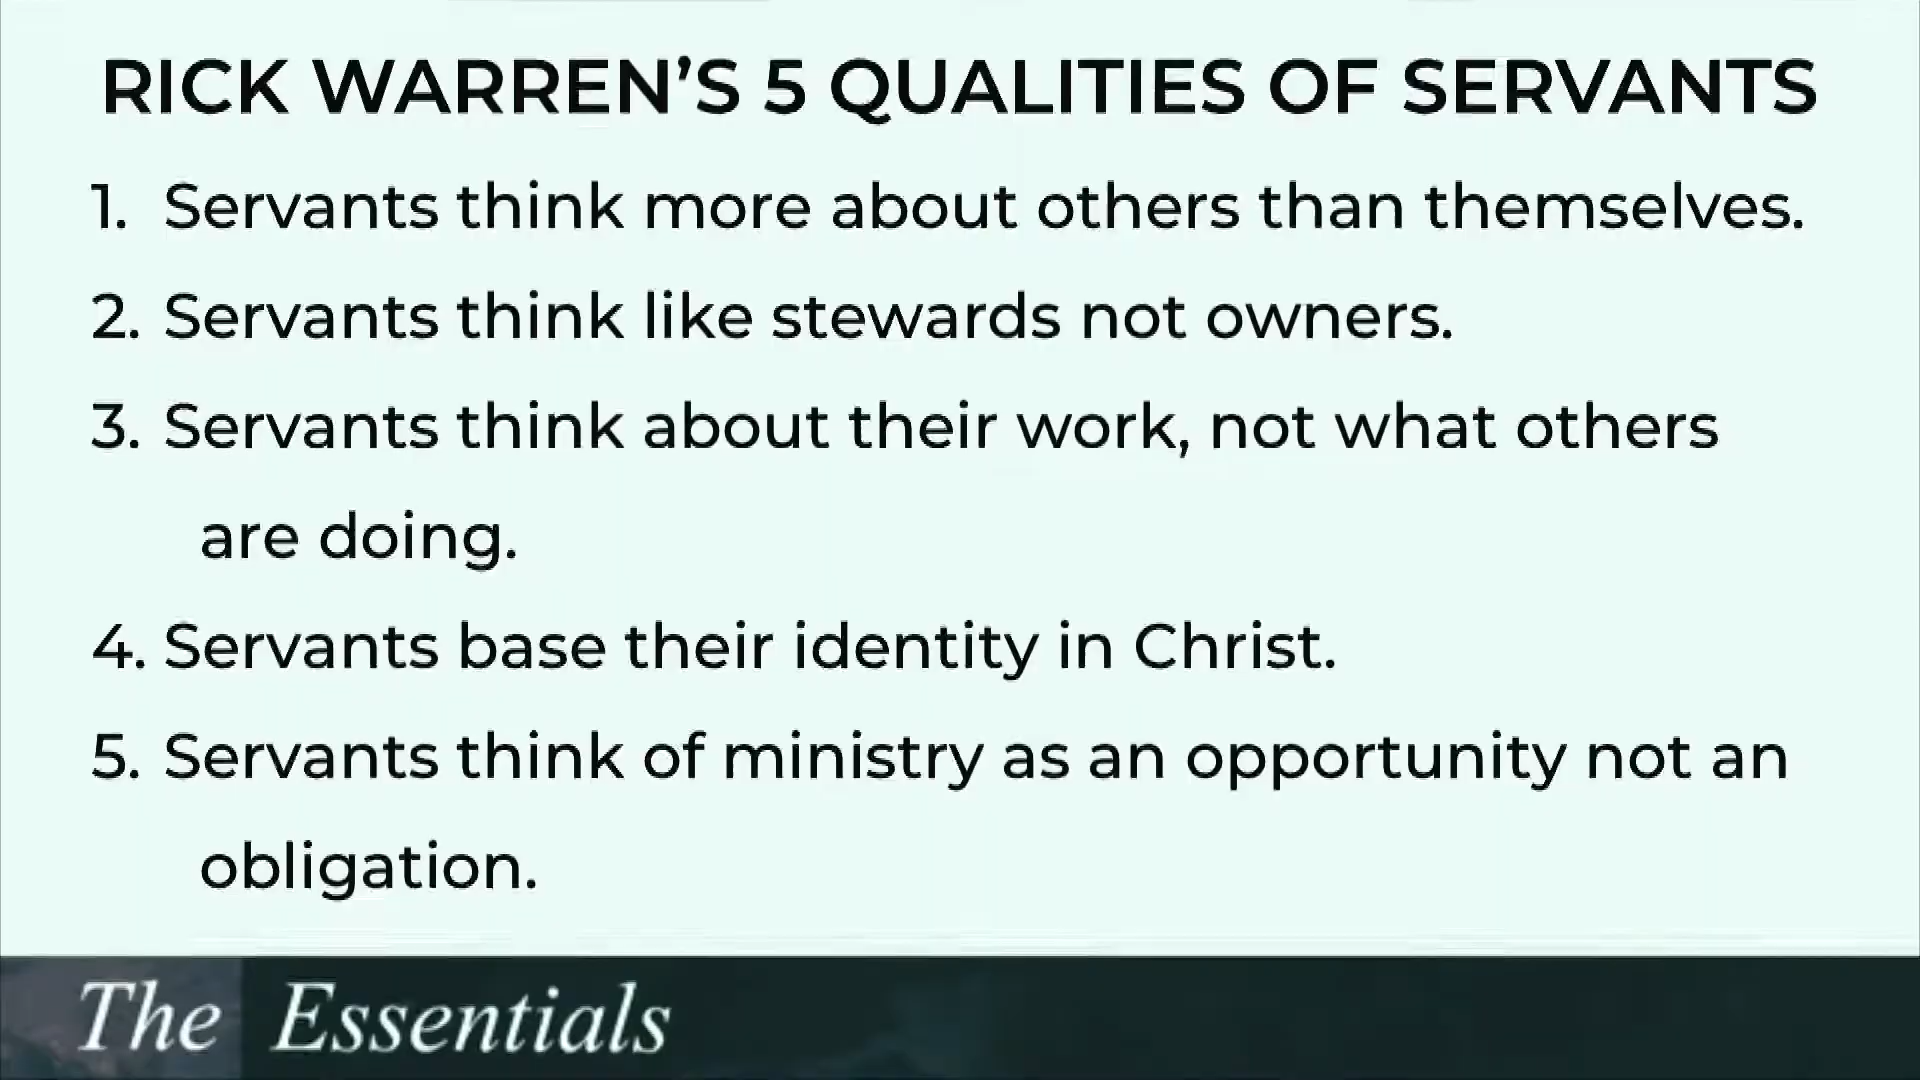 RICK WARREN’S 5 QUALITIES OF SERVANTS
1. Servants think more about others than themselves.
2. Servants think like stewards not owners.
3. Servants think about their work, not what others
are doing.
4. Servants base their identity in Christ.
5. Servants think of ministry as an opportunity not an
obligation.
The Essentials